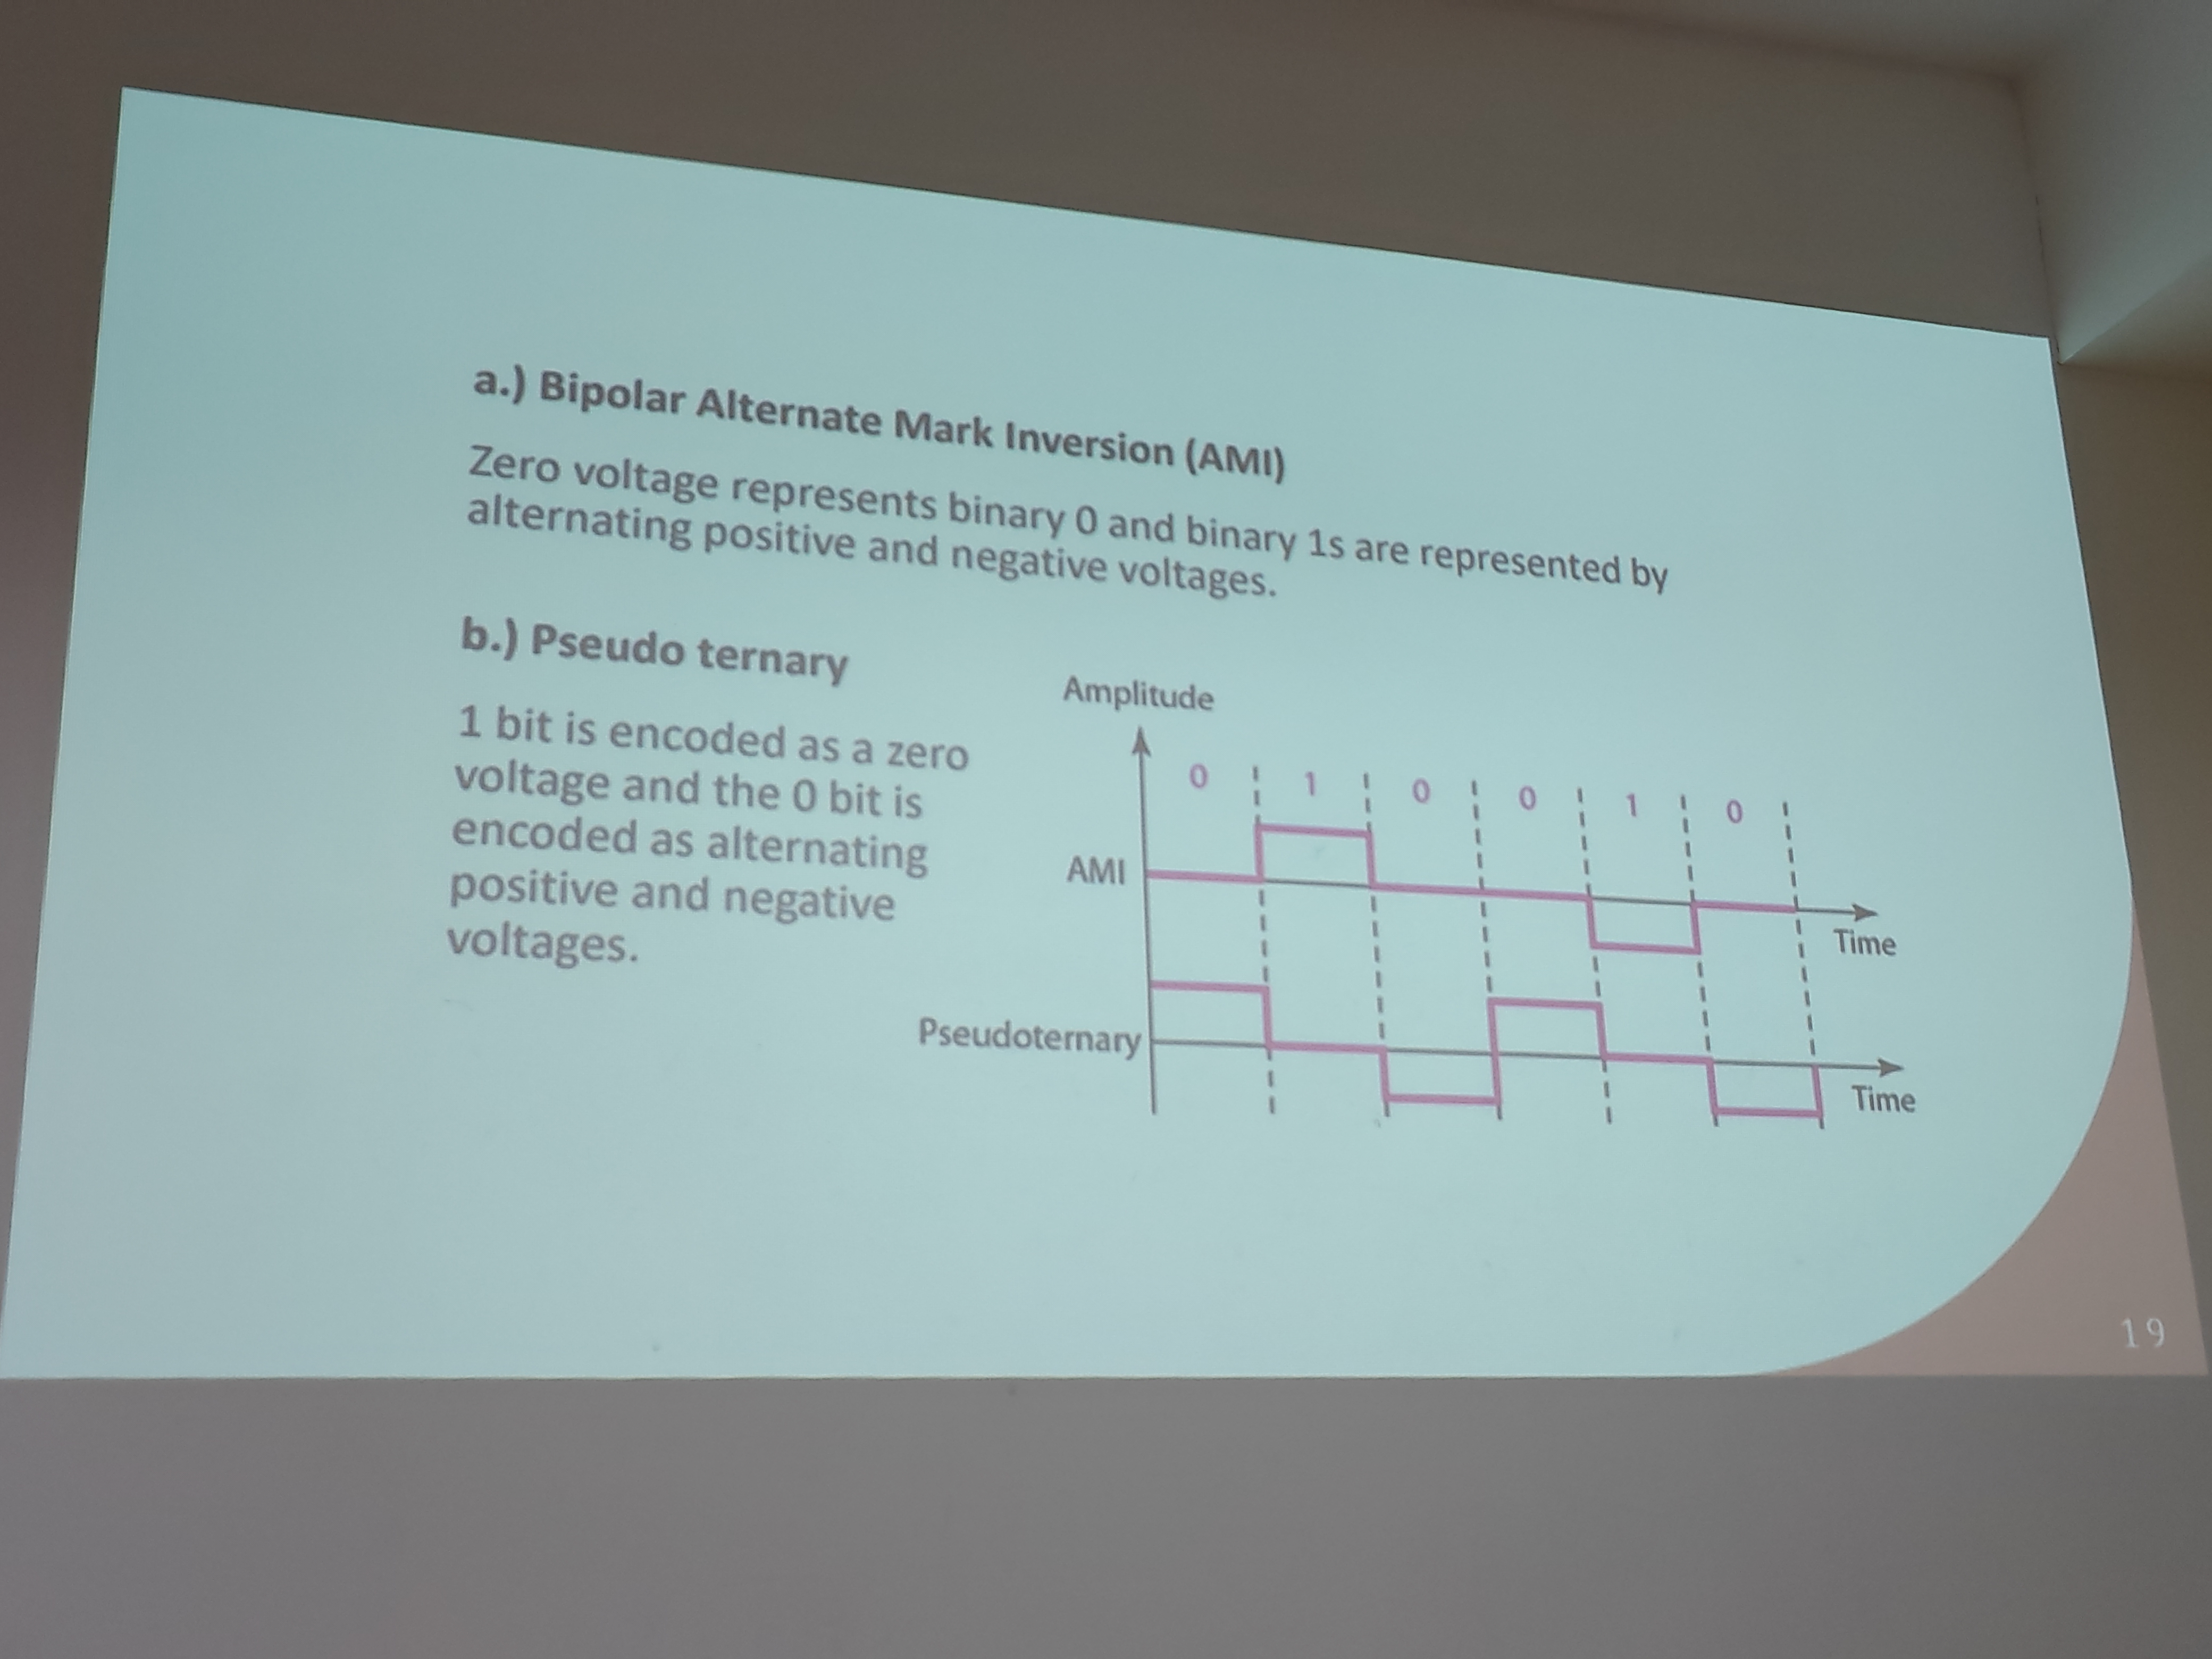 a.) Bipolar Alternate Mark Inversion (AMI)
Zero voltage represents binary 0 and binary 1s are represented by
alternating positive and negative voltages.
b.) Pseudo ternary
1 bit is encoded as a zero
voltage and the 0 bit is
encoded as alternating
positive and negative
voltages.
Amplitude
0 1 0 0 1 0
AMI
Time
Pseudoternary
Time
19